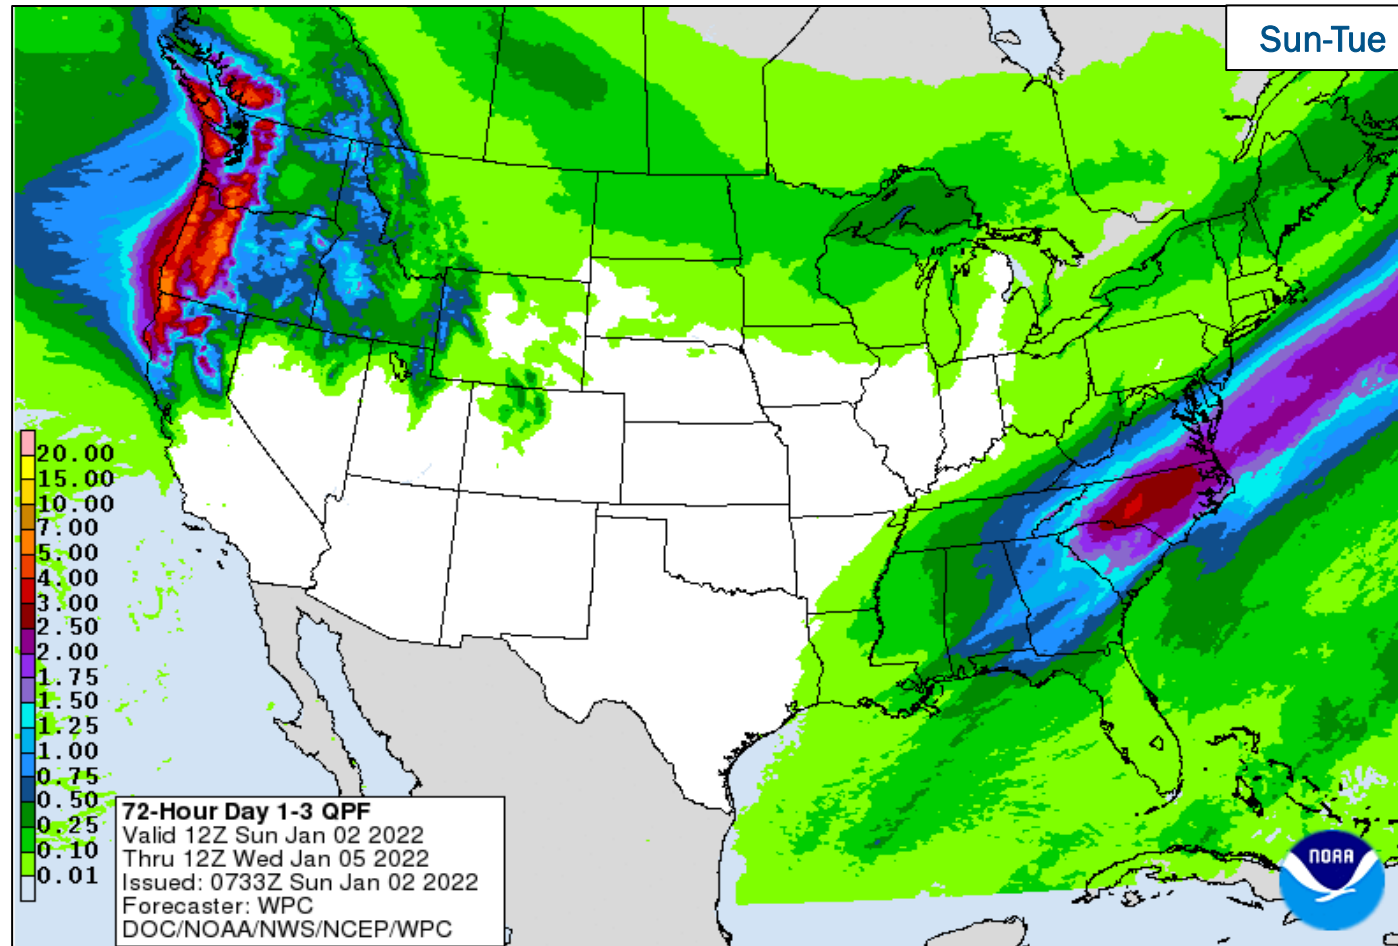 Sun-Tue
20.00
15.00
10.00
7.00
5.00
4.00
3.00
2.50
2.00
1.75
1.50
1.25
1.00
0.75
0.50
0.25
0.10
0.01
72-Hour Day 1-3 QPF
Valid 12Z Sun Jan 02 2022
Thru 12Z Wed Jan 05 2022
Issued: 0733Z Sun Jan 02 2022
Forecaster: WPC
DOC/NOAA/NWS/NCEP/WPC
NOAA